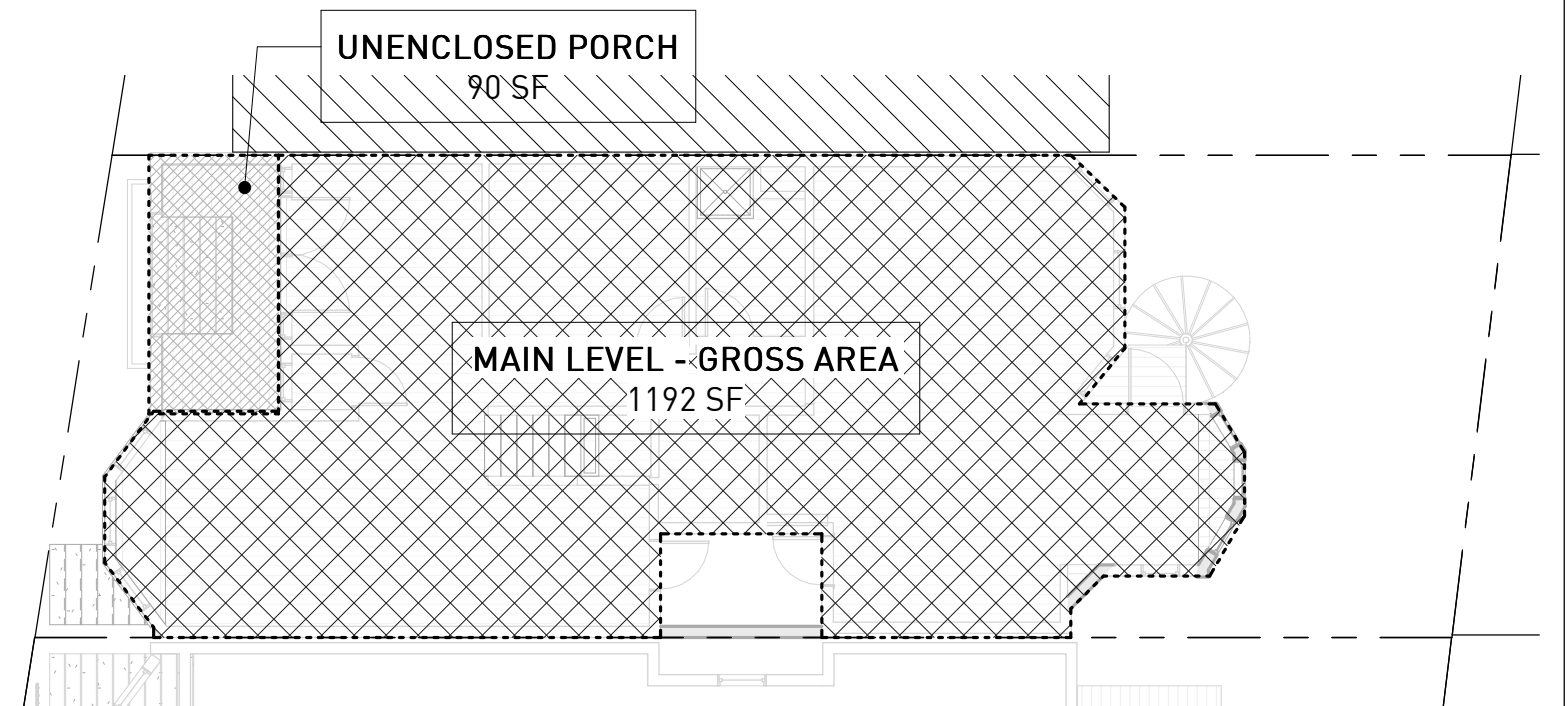 UNENCLOSED PORCH
90 SF
MAIN LEVEL - GROSS AREA
1192 SF